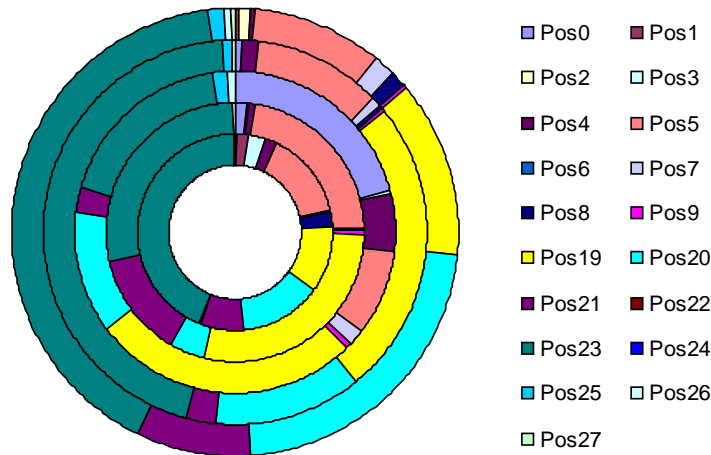 Pos0 Pos1
Pos2 Pos3
Pos4 Pos5
Pos6 Pos7
Pos8 Pos9
Pos19 Pos20
Pos21 Pos22
Pos23 Pos24
Pos25 Pos26
Pos27